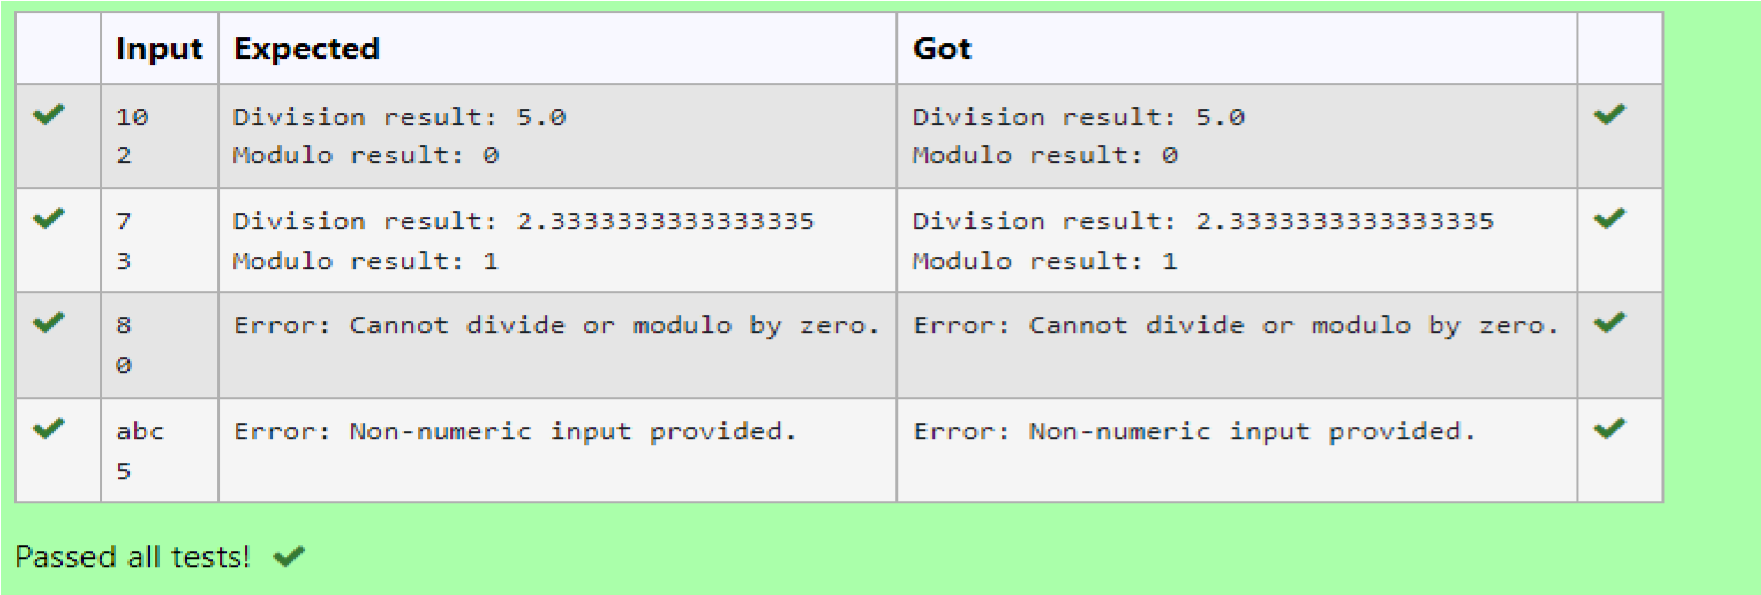 Input Expected Got
10 Division result: 5.0 Division result: 5.0
2 Modulo result: 0 Modulo result: 0
7 Division result: 2.3333333333333335 Division result: 2.3333333333333335
3 Modulo result: 1 Modulo result: 1
8 Error: Cannot divide or modulo by zero. Error: Cannot divide or modulo by zero.
0
abc Error: Non-numeric input provided. Error: Non-numeric input provided.
5
Passed all tests!